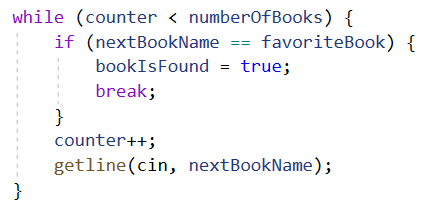 while (counter < numberOfBooks) {
    if (nextBookName == favoriteBook) {
        bookIsFound = true;
        break;
    }
    counter++;
    getline(cin, nextBookName);
}